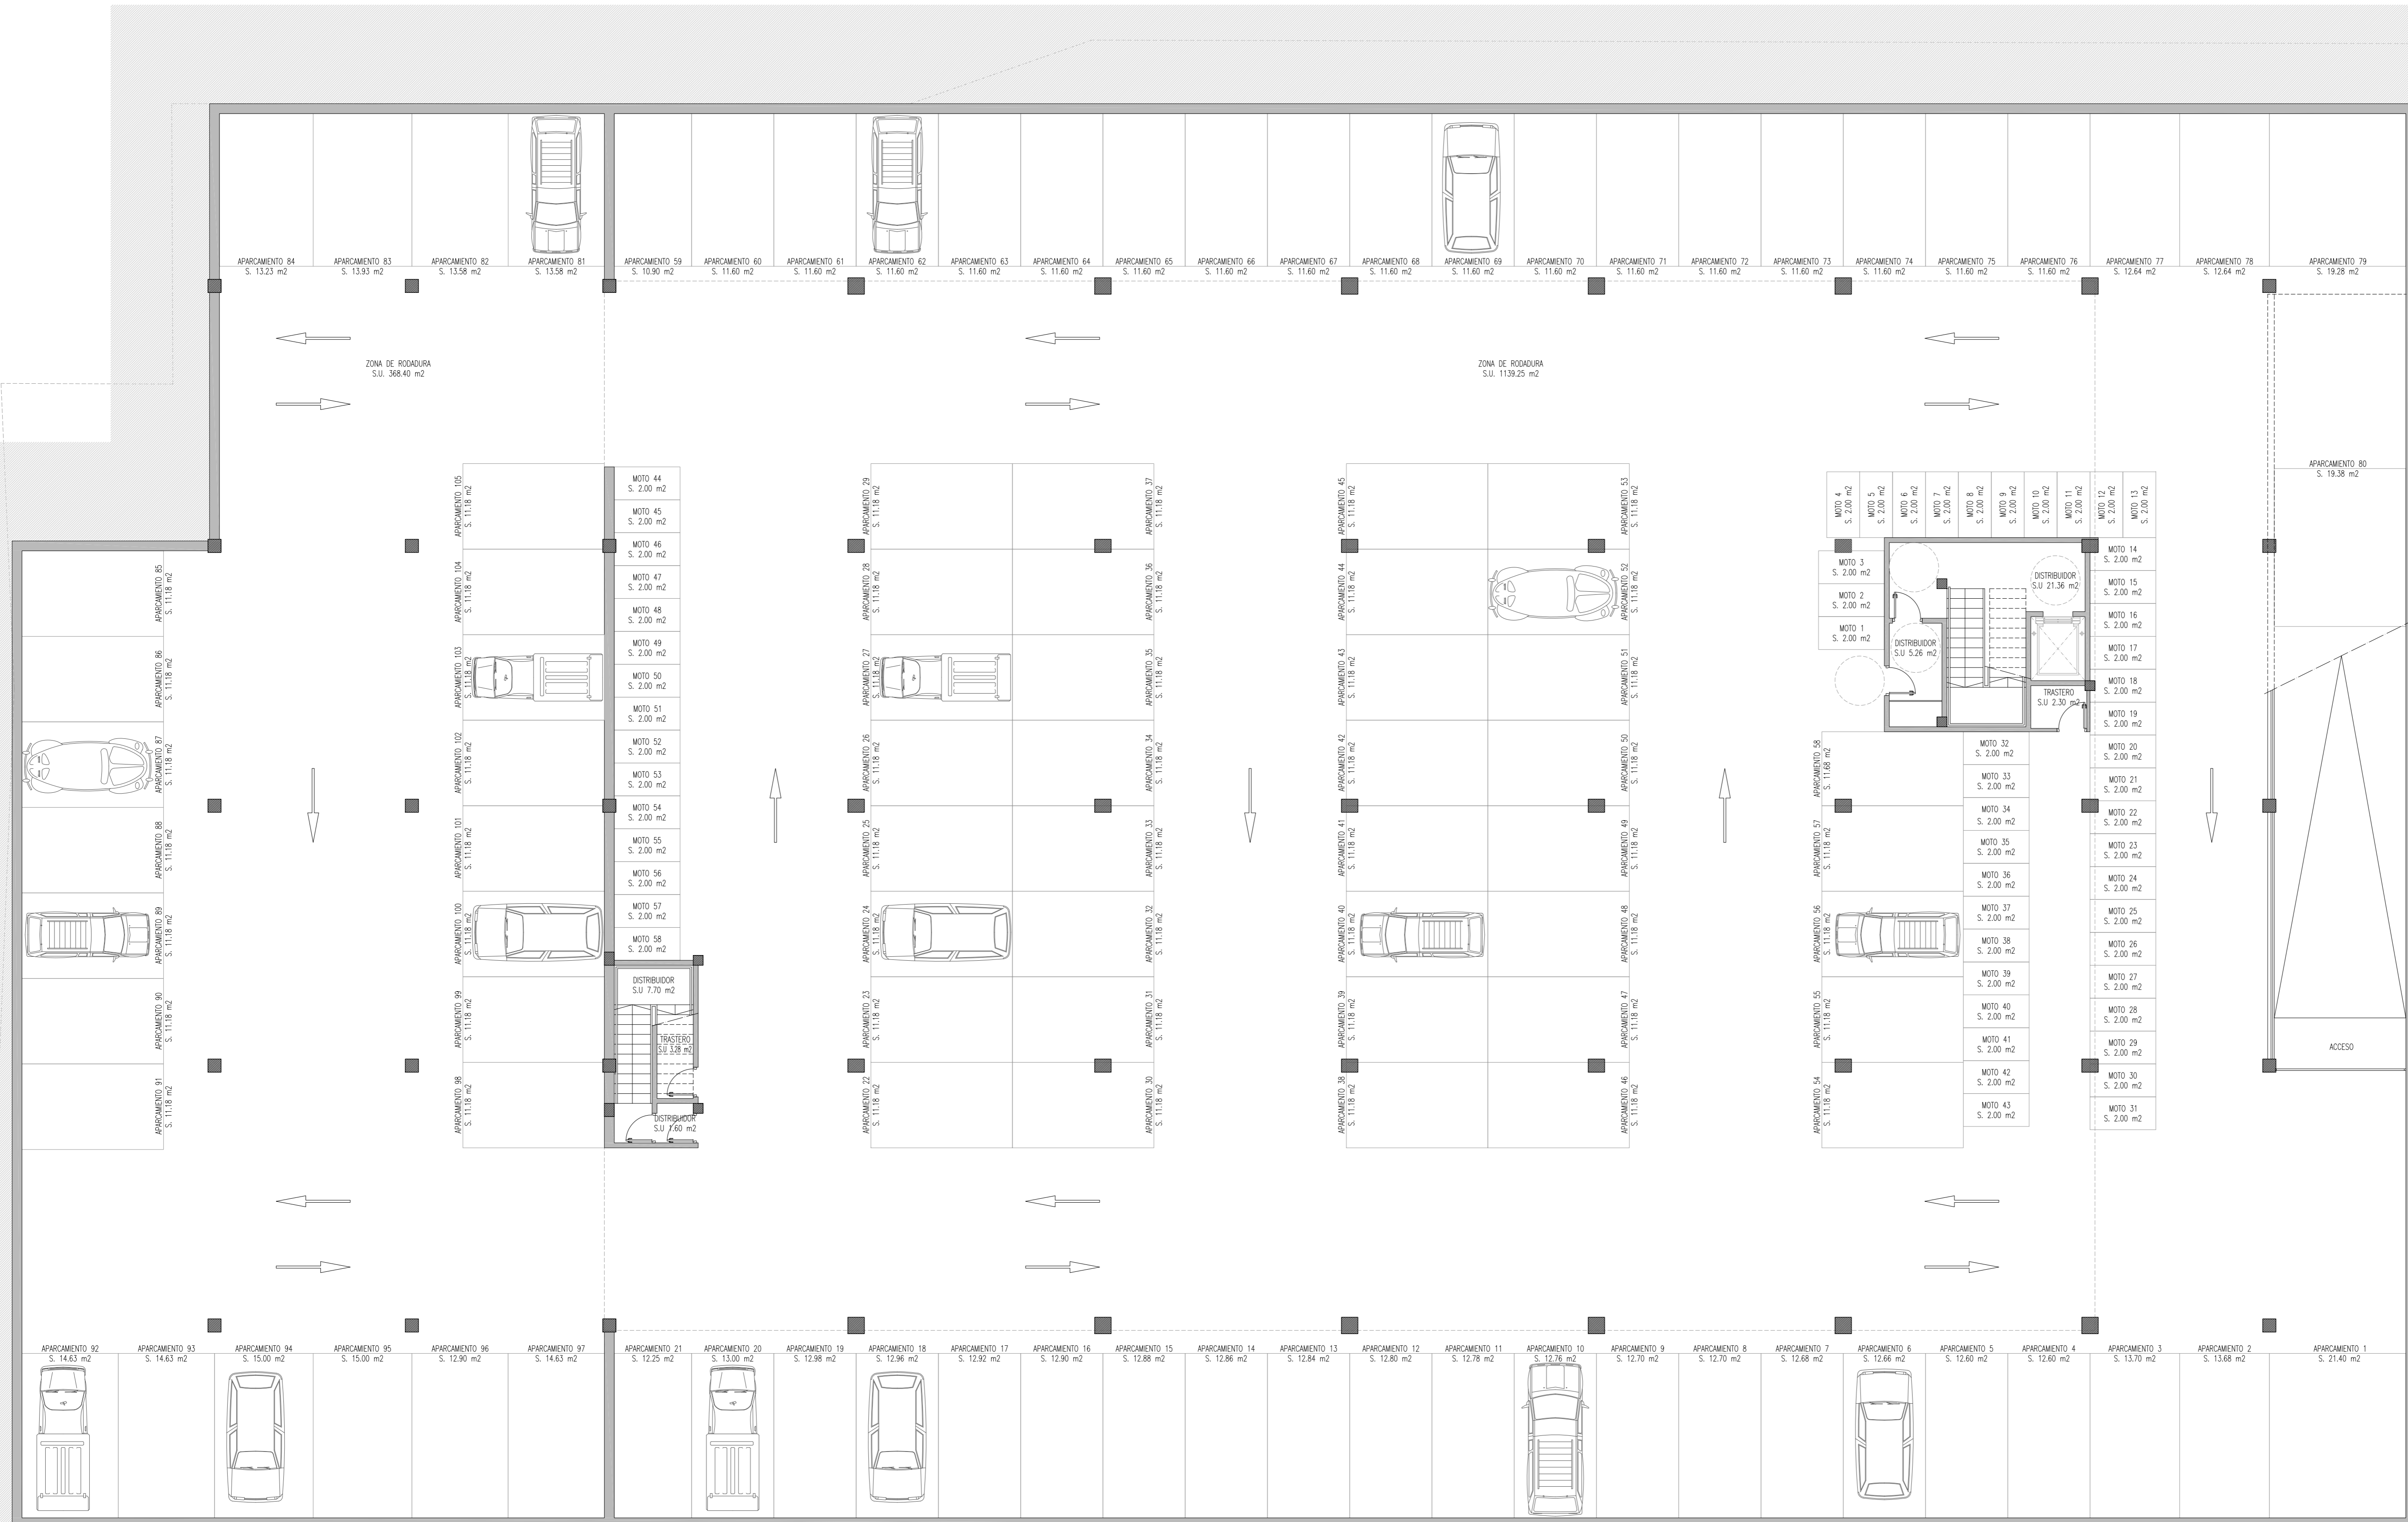 APARCAMIENTO 84
S. 13.23 m2
APARCAMIENTO 83
S. 13.93 m2
APARCAMIENTO 82
S. 13.58 m2
APARCAMIENTO 81
S. 13.58 m2
APARCAMIENTO 59
S. 10.90 m2
APARCAMIENTO 60
S. 11.60 m2
APARCAMIENTO 61
S. 11.60 m2
APARCAMIENTO 62
S. 11.60 m2
APARCAMIENTO 63
S. 11.60 m2
APARCAMIENTO 64
S. 11.60 m2
APARCAMIENTO 65
S. 11.60 m2
APARCAMIENTO 66
S. 11.60 m2
APARCAMIENTO 67
S. 11.60 m2
APARCAMIENTO 68
S. 11.60 m2
APARCAMIENTO 69
S. 11.60 m2
APARCAMIENTO 70
S. 11.60 m2
APARCAMIENTO 71
S. 11.60 m2
APARCAMIENTO 72
S. 11.60 m2
APARCAMIENTO 73
S. 11.60 m2
APARCAMIENTO 74
S. 11.60 m2
APARCAMIENTO 75
S. 11.60 m2
APARCAMIENTO 76
S. 11.60 m2
APARCAMIENTO 77
S. 12.64 m2
APARCAMIENTO 78
S. 12.64 m2
APARCAMIENTO 79
S. 19.28 m2
ZONA DE RODADURA
S.U. 368.40 m2
ZONA DE RODADURA
S.U. 1139.25 m2
APARCAMIENTO 80
S. 19.38 m2
APARCAMIENTO 85
S. 11.18 m2
APARCAMIENTO 86
S. 11.18 m2
APARCAMIENTO 87
S. 11.18 m2
APARCAMIENTO 88
S. 11.18 m2
APARCAMIENTO 89
S. 11.18 m2
APARCAMIENTO 90
S. 11.18 m2
APARCAMIENTO 91
S. 11.18 m2
APARCAMIENTO 105
S. 11.18 m2
APARCAMIENTO 104
S. 11.18 m2
APARCAMIENTO 103
S. 11.18 m2
APARCAMIENTO 102
S. 11.18 m2
APARCAMIENTO 101
S. 11.18 m2
APARCAMIENTO 100
S. 11.18 m2
APARCAMIENTO 99
S. 11.18 m2
APARCAMIENTO 98
S. 11.18 m2
MOTO 44
S. 2.00 m2
MOTO 45
S. 2.00 m2
MOTO 46
S. 2.00 m2
MOTO 47
S. 2.00 m2
MOTO 48
S. 2.00 m2
MOTO 49
S. 2.00 m2
MOTO 50
S. 2.00 m2
MOTO 51
S. 2.00 m2
MOTO 52
S. 2.00 m2
MOTO 53
S. 2.00 m2
MOTO 54
S. 2.00 m2
MOTO 55
S. 2.00 m2
MOTO 56
S. 2.00 m2
MOTO 57
S. 2.00 m2
MOTO 58
S. 2.00 m2
DISTRIBUIDOR
S.U 7.70 m2
TRASTERO
S.U 3.28 m2
DISTRIBUIDOR
S.U 1.60 m2
APARCAMIENTO 29
S. 11.18 m2
APARCAMIENTO 28
S. 11.18 m2
APARCAMIENTO 27
S. 11.18 m2
APARCAMIENTO 26
S. 11.18 m2
APARCAMIENTO 25
S. 11.18 m2
APARCAMIENTO 24
S. 11.18 m2
APARCAMIENTO 23
S. 11.18 m2
APARCAMIENTO 22
S. 11.18 m2
APARCAMIENTO 37
S. 11.18 m2
APARCAMIENTO 36
S. 11.18 m2
APARCAMIENTO 35
S. 11.18 m2
APARCAMIENTO 34
S. 11.18 m2
APARCAMIENTO 33
S. 11.18 m2
APARCAMIENTO 32
S. 11.18 m2
APARCAMIENTO 31
S. 11.18 m2
APARCAMIENTO 30
S. 11.18 m2
APARCAMIENTO 45
S. 11.18 m2
APARCAMIENTO 44
S. 11.18 m2
APARCAMIENTO 43
S. 11.18 m2
APARCAMIENTO 42
S. 11.18 m2
APARCAMIENTO 41
S. 11.18 m2
APARCAMIENTO 40
S. 11.18 m2
APARCAMIENTO 39
S. 11.18 m2
APARCAMIENTO 38
S. 11.18 m2
APARCAMIENTO 53
S. 11.18 m2
APARCAMIENTO 52
S. 11.18 m2
APARCAMIENTO 51
S. 11.18 m2
APARCAMIENTO 50
S. 11.18 m2
APARCAMIENTO 49
S. 11.18 m2
APARCAMIENTO 48
S. 11.18 m2
APARCAMIENTO 47
S. 11.18 m2
APARCAMIENTO 46
S. 11.18 m2
MOTO 4
S. 2.00 m2
MOTO 5
S. 2.00 m2
MOTO 6
S. 2.00 m2
MOTO 7
S. 2.00 m2
MOTO 8
S. 2.00 m2
MOTO 9
S. 2.00 m2
MOTO 10
S. 2.00 m2
MOTO 11
S. 2.00 m2
MOTO 12
S. 2.00 m2
MOTO 13
S. 2.00 m2
MOTO 3
S. 2.00 m2
MOTO 2
S. 2.00 m2
MOTO 1
S. 2.00 m2
DISTRIBUIDOR
S.U 21.36 m2
DISTRIBUIDOR
S.U 5.26 m2
TRASTERO
S.U 2.30 m2
APARCAMIENTO 58
S. 11.68 m2
APARCAMIENTO 57
S. 11.18 m2
APARCAMIENTO 56
S. 11.18 m2
APARCAMIENTO 55
S. 11.18 m2
APARCAMIENTO 54
S. 11.18 m2
MOTO 32
S. 2.00 m2
MOTO 33
S. 2.00 m2
MOTO 34
S. 2.00 m2
MOTO 35
S. 2.00 m2
MOTO 36
S. 2.00 m2
MOTO 37
S. 2.00 m2
MOTO 38
S. 2.00 m2
MOTO 39
S. 2.00 m2
MOTO 40
S. 2.00 m2
MOTO 41
S. 2.00 m2
MOTO 42
S. 2.00 m2
MOTO 43
S. 2.00 m2
MOTO 14
S. 2.00 m2
MOTO 15
S. 2.00 m2
MOTO 16
S. 2.00 m2
MOTO 17
S. 2.00 m2
MOTO 18
S. 2.00 m2
MOTO 19
S. 2.00 m2
MOTO 20
S. 2.00 m2
MOTO 21
S. 2.00 m2
MOTO 22
S. 2.00 m2
MOTO 23
S. 2.00 m2
MOTO 24
S. 2.00 m2
MOTO 25
S. 2.00 m2
MOTO 26
S. 2.00 m2
MOTO 27
S. 2.00 m2
MOTO 28
S. 2.00 m2
MOTO 29
S. 2.00 m2
MOTO 30
S. 2.00 m2
MOTO 31
S. 2.00 m2
ACCESO
APARCAMIENTO 92
S. 14.63 m2
APARCAMIENTO 93
S. 14.63 m2
APARCAMIENTO 94
S. 15.00 m2
APARCAMIENTO 95
S. 15.00 m2
APARCAMIENTO 96
S. 12.90 m2
APARCAMIENTO 97
S. 14.63 m2
APARCAMIENTO 21
S. 12.25 m2
APARCAMIENTO 20
S. 13.00 m2
APARCAMIENTO 19
S. 12.98 m2
APARCAMIENTO 18
S. 12.96 m2
APARCAMIENTO 17
S. 12.92 m2
APARCAMIENTO 16
S. 12.90 m2
APARCAMIENTO 15
S. 12.88 m2
APARCAMIENTO 14
S. 12.86 m2
APARCAMIENTO 13
S. 12.84 m2
APARCAMIENTO 12
S. 12.80 m2
APARCAMIENTO 11
S. 12.78 m2
APARCAMIENTO 10
S. 12.76 m2
APARCAMIENTO 9
S. 12.70 m2
APARCAMIENTO 8
S. 12.70 m2
APARCAMIENTO 7
S. 12.68 m2
APARCAMIENTO 6
S. 12.66 m2
APARCAMIENTO 5
S. 12.60 m2
APARCAMIENTO 4
S. 12.60 m2
APARCAMIENTO 3
S. 13.70 m2
APARCAMIENTO 2
S. 13.68 m2
APARCAMIENTO 1
S. 21.40 m2